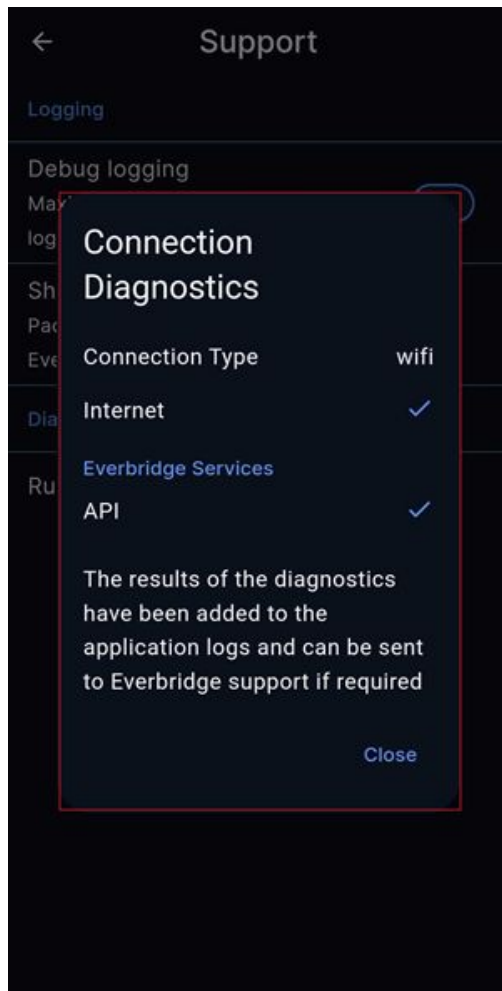 Support
Logging
Debug logging
Connection
Diagnostics
Connection Type wifi
Internet
Everbridge Services
API
The results of the diagnostics
have been added to the
application logs and can be sent
to Everbridge support if required
Close